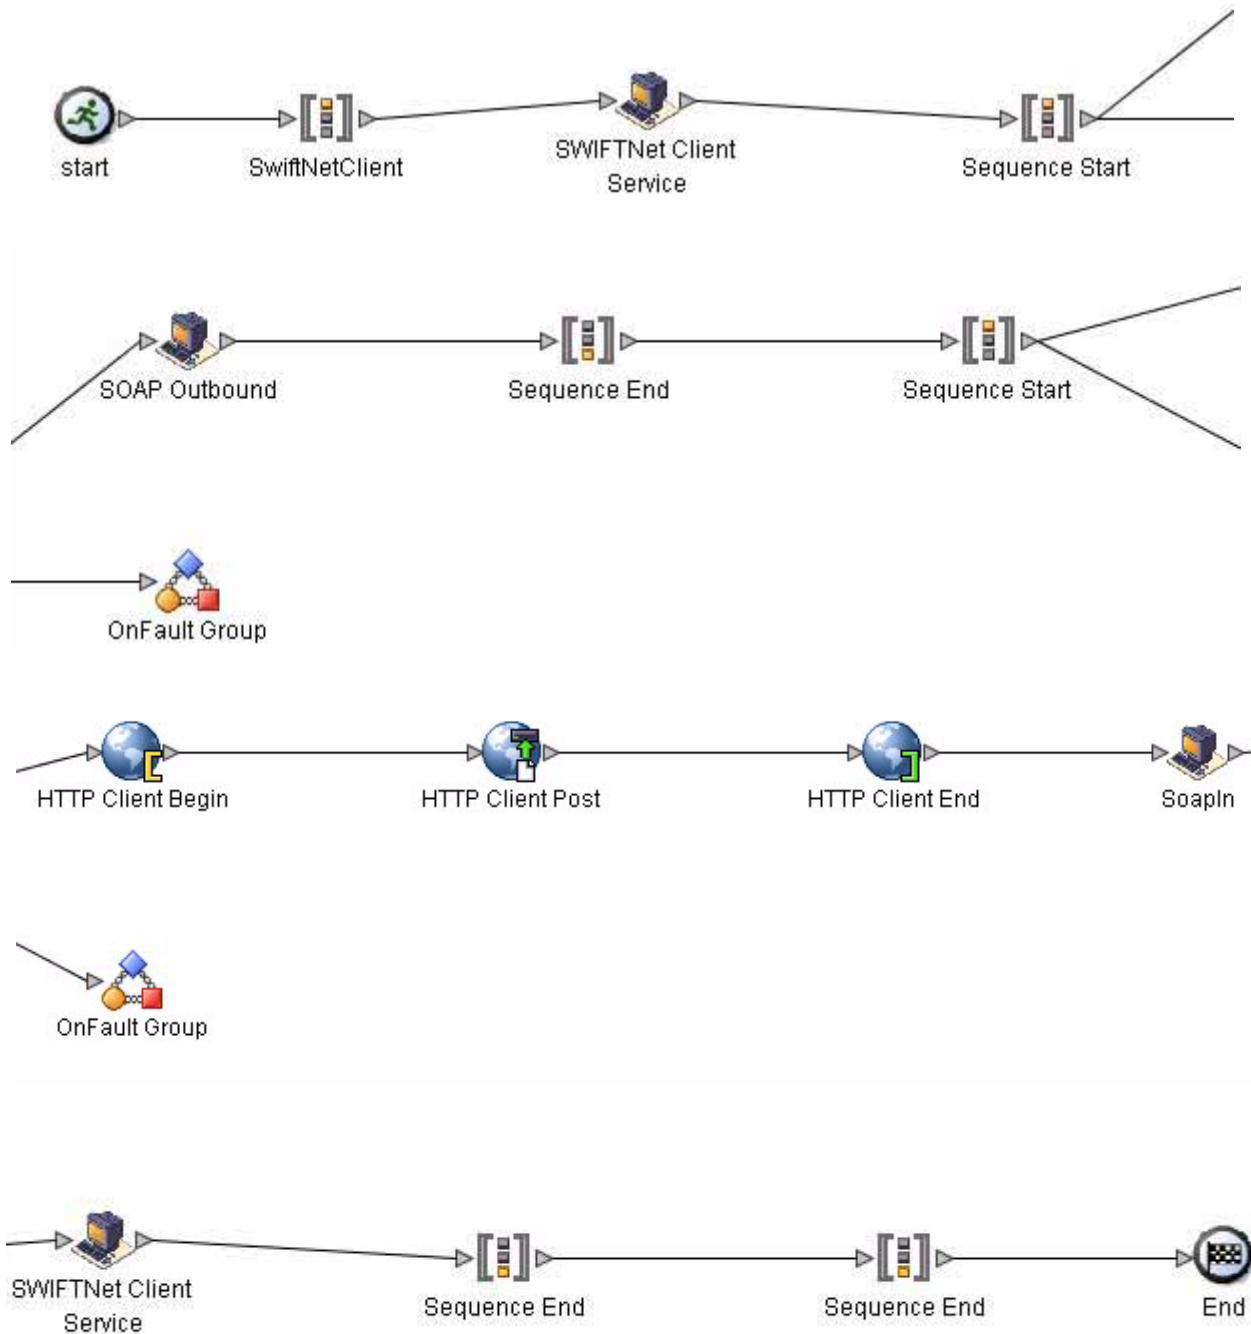 start
SwiftNetClient
SWIFTNet Client
Service
Sequence Start
SOAP Outbound
Sequence End
Sequence Start
OnFault Group
HTTP Client Begin
HTTP Client Post
HTTP Client End
SoapIn
OnFault Group
SWIFTNet Client
Service
Sequence End
Sequence End
End